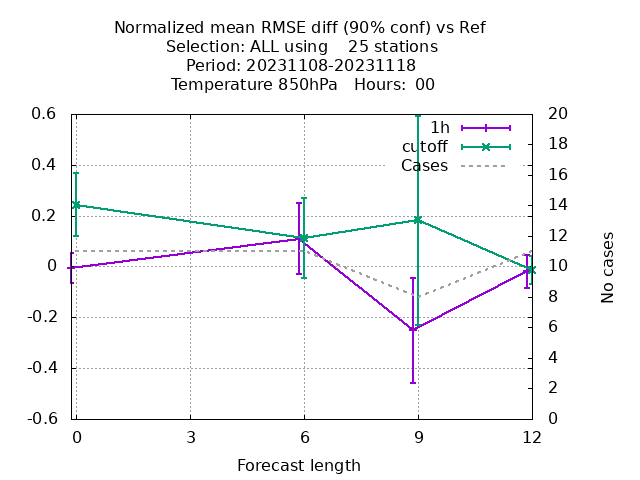 Normalized mean RMSE diff (90% conf) vs Ref
Selection: ALL using    25 stations
Period: 20231108-20231118
Temperature 850hPa   Hours:  00
1h
cutoff
Cases
0.6
0.4
0.2
0
-0.2
-0.4
-0.6
20
18
16
14
12
10
8
6
4
2
0
No cases
0
3
6
9
12
Forecast length